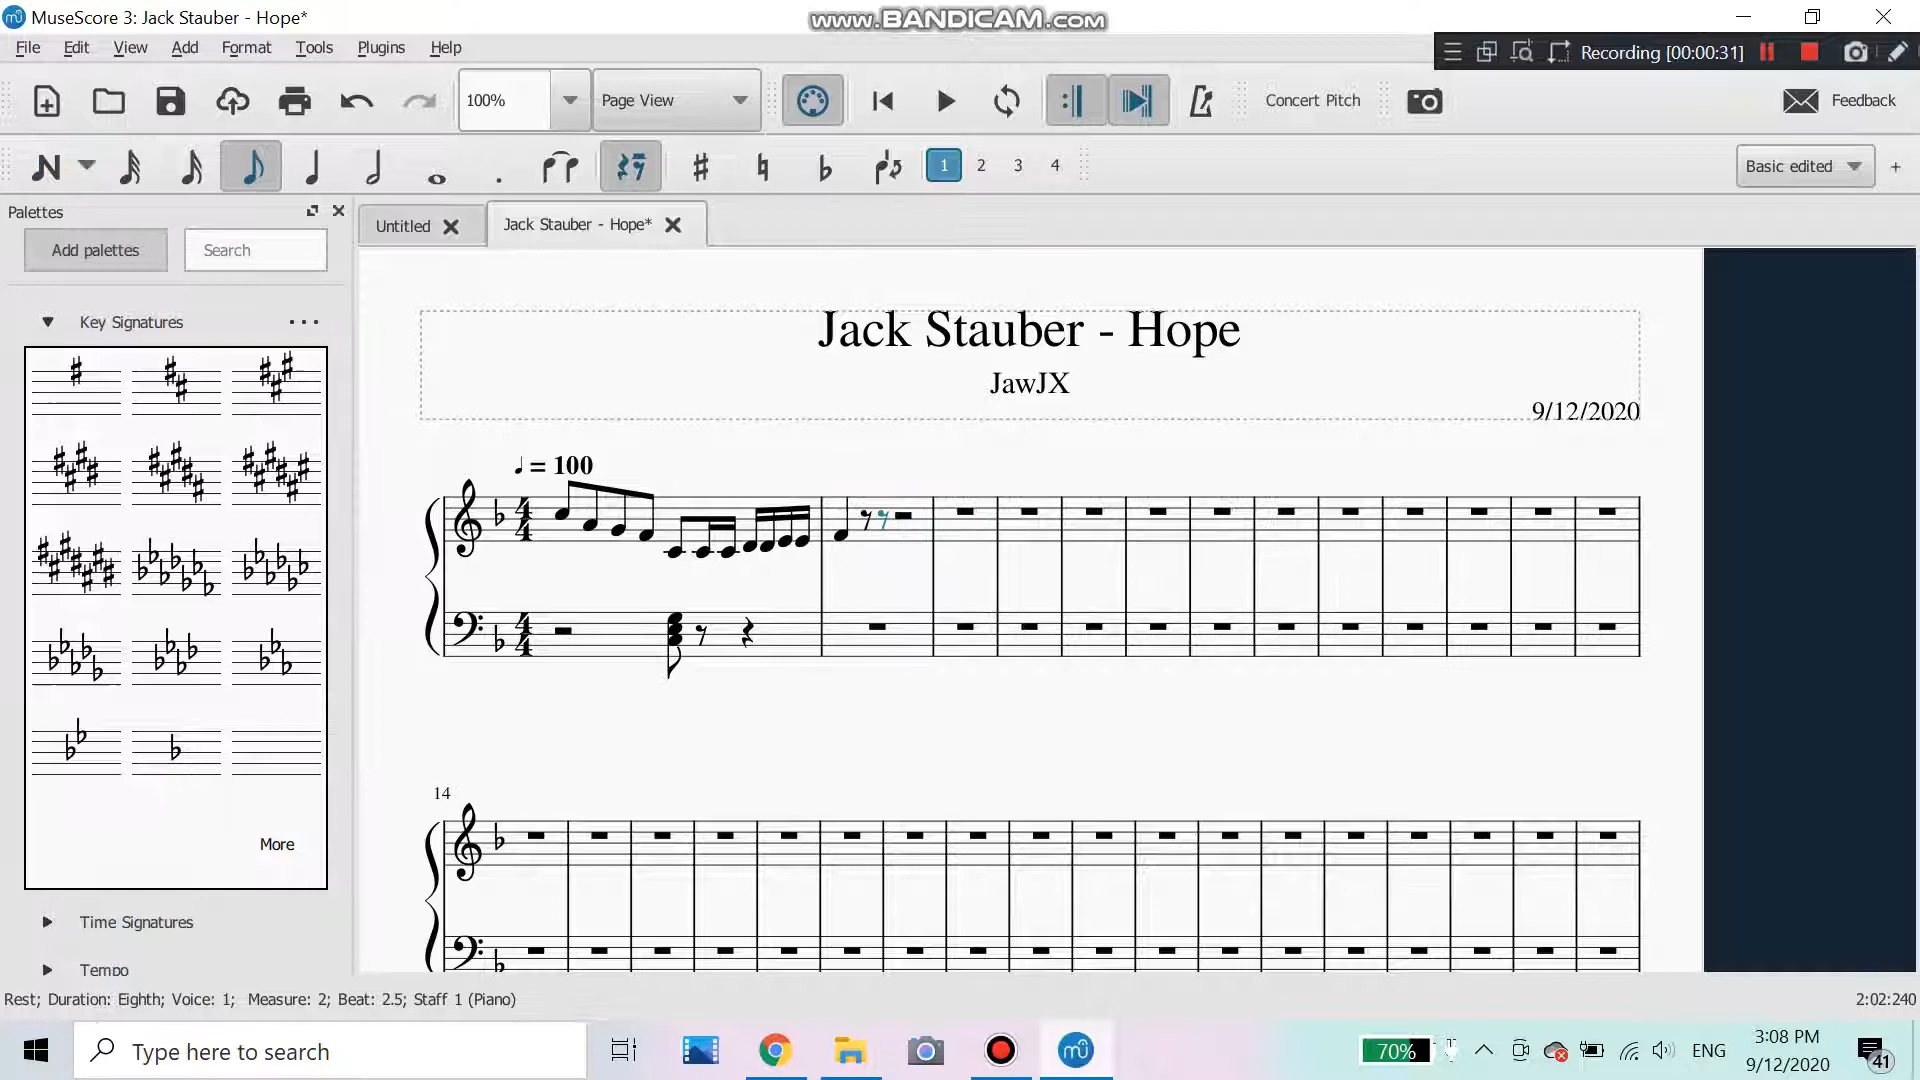 MuseScore 3: Jack Stauber - Hope*
www.BANDICAM.com
File Edit View Add Format Tools Plugins Help
Recording [00:00:31]
100% Page View Concert Pitch Feedback
1 2 3 4 Basic edited +
Palettes
Untitled Jack Stauber - Hope*
Add palettes Search
Key Signatures
Jack Stauber - Hope
JawJX
9/12/2020
= 100
4
4
4
4
14
More
Time Signatures
Tempo
Rest; Duration: Eighth; Voice: 1; Measure: 2; Beat: 2.5; Staff 1 (Piano) 2:02:240
Type here to search
70% ENG
3:08 PM
9/12/2020
41